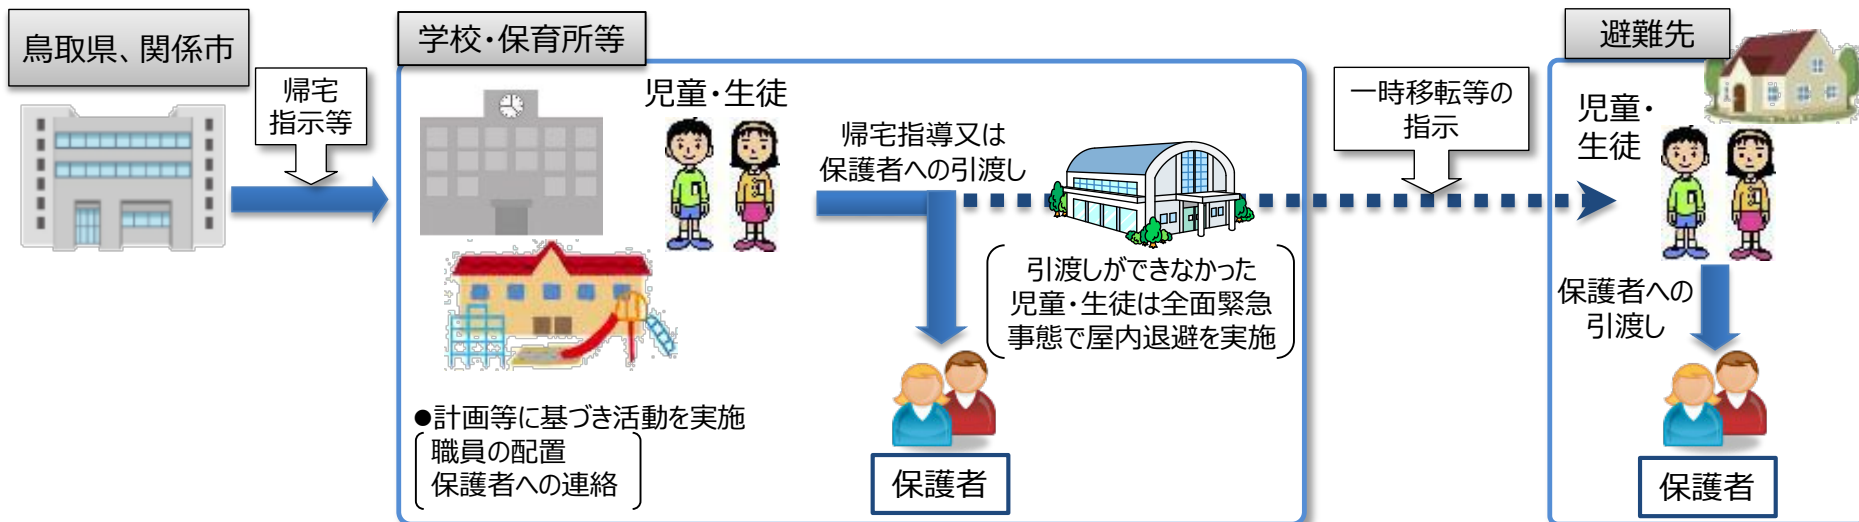 鳥取県、関係市
帰宅
指示等
学校・保育所等
児童・生徒
帰宅指導又は
保護者への引渡し
引渡しができなかった
児童・生徒は全面緊急
事態で屋内退避を実施
●計画等に基づき活動を実施
職員の配置
保護者への連絡
保護者
一時移転等の
指示
避難先
児童・
生徒
保護者への
引渡し
保護者